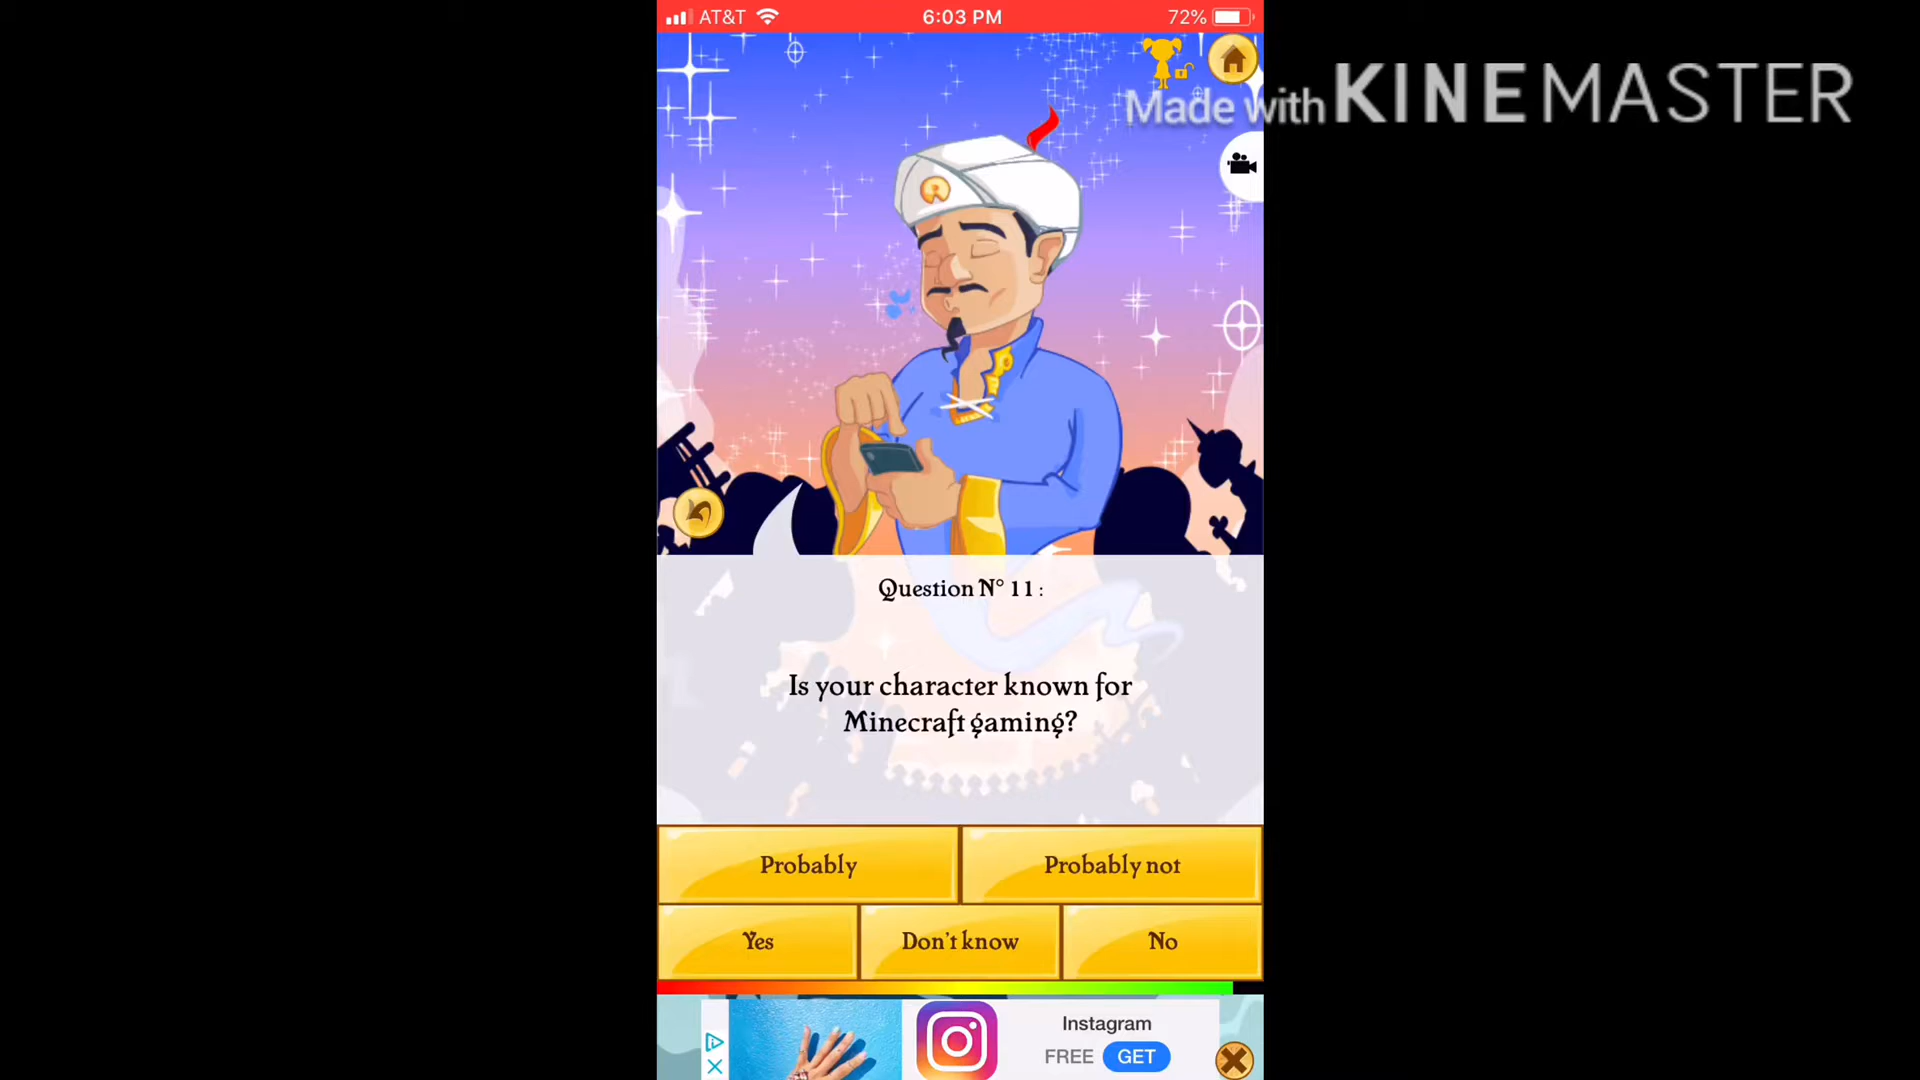 AT&T 6:03 PM 72%
Made with KINEMASTER
Question N° 11 :
Is your character known for
Minecraft gaming?
Probably Probably not
Yes Don't know No
Instagram
FREE GET